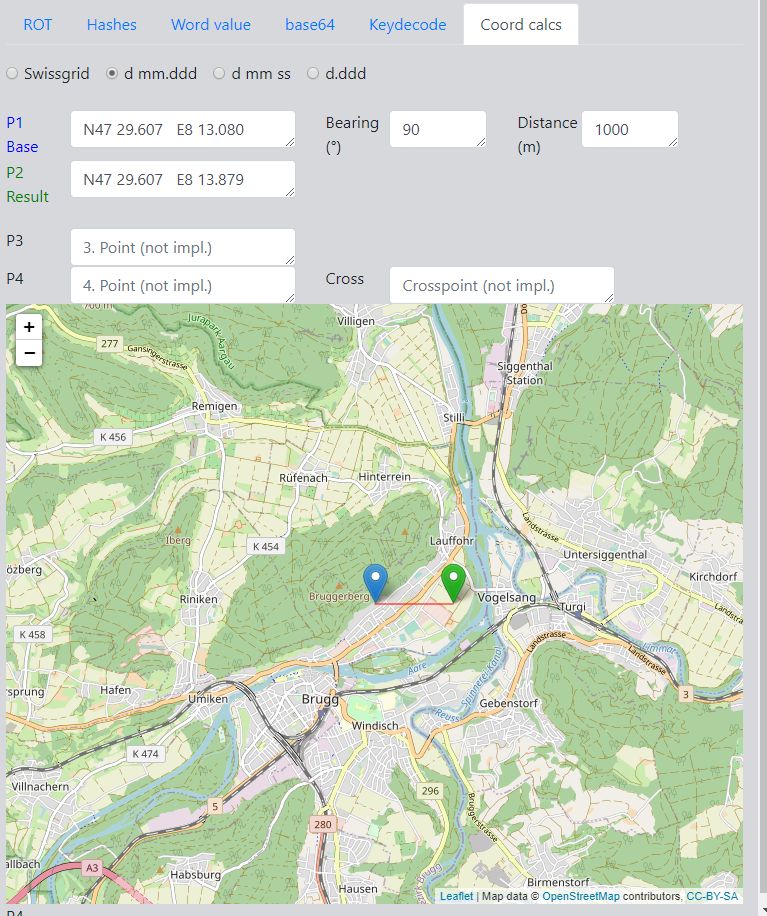 ROT Hashes Word value base64 Keydecode Coord calcs
Swissgrid d mm.ddd d mm ss d.ddd
P1 Base N47 29.607 E8 13.080 Bearing (°) 90 Distance (m) 1000
P2 Result N47 29.607 E8 13.879
P3 3. Point (not impl.)
P4 4. Point (not impl.) Cross Crosspoint (not impl.)
+
−
700 m
Jurapark Aargau
Villigen
277
Gansingerstrasse
Siggenthal Station
Remigen
Stilli
K 456
Rüfenach
Hinterrein
Iberg
K 454
Lauffohr
Landstrasse
Untersiggenthal
Kirchdorf
özberg
Riniken
Bruggerberg
Vogelsang
Turgi
K 458
Landstrasse
Limmat
Landstrasse
Aare
3
rsprung
Hafen
Umiken
Brugg
Reuss
Spinnerei-Kanal
Gebenstorf
Windisch
K 474
Villnachern
296
5
Bruggerstrasse
280
A3
allbach
Habsburg
Jurapark Aargau
Birmenstorf
Hausen
Leaflet | Map data © OpenStreetMap contributors, CC-BY-SA
P4